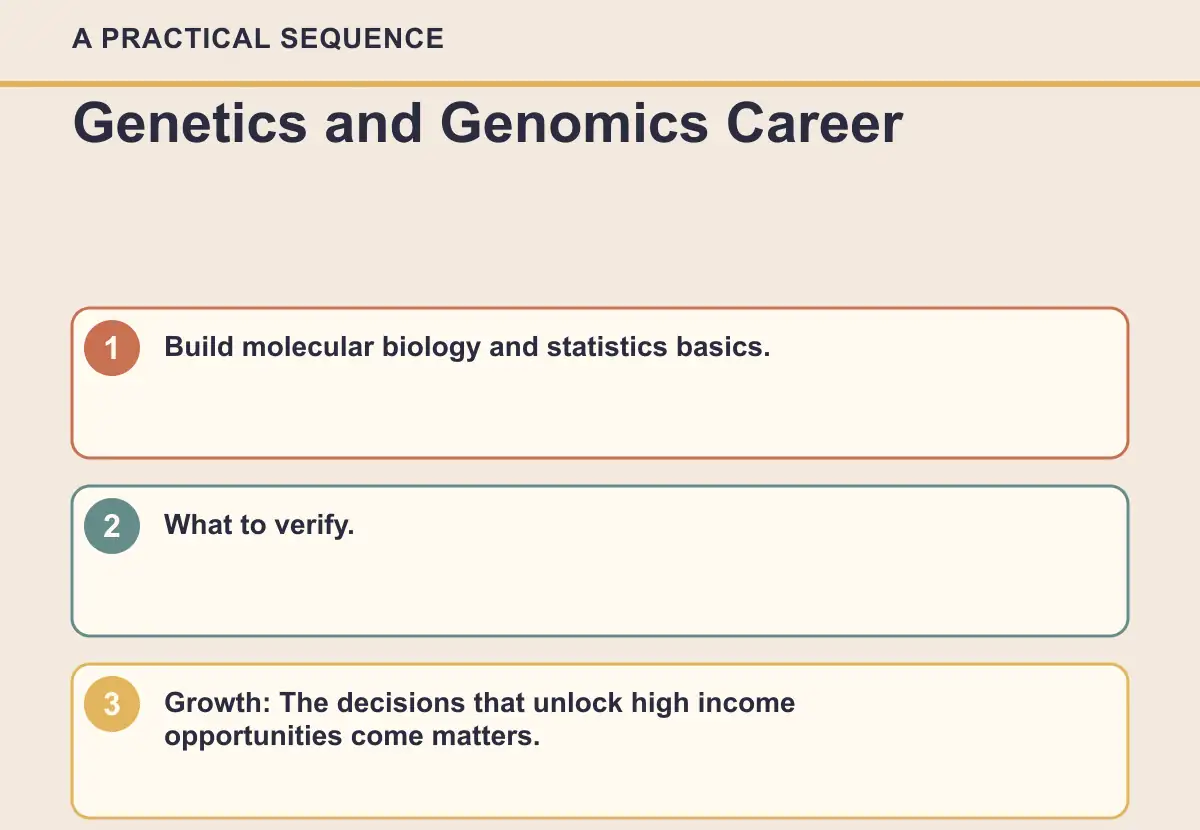 A PRACTICAL SEQUENCE
Genetics and Genomics Career
1
Build molecular biology and statistics basics.
2
What to verify.
3
Growth: The decisions that unlock high income
opportunities come matters.